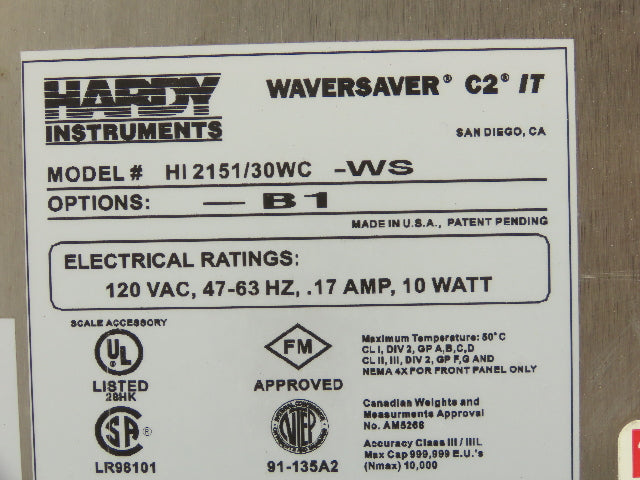 HARDY
INSTRUMENTS
WAVERSAVER® C2® IT
SAN DIEGO, CA
MODEL # HI 2151/30WC -WS
OPTIONS: — B1
MADE IN U.S.A., PATENT PENDING
ELECTRICAL RATINGS:
120 VAC, 47-63 HZ, .17 AMP, 10 WATT
SCALE ACCESSORY
UL
LISTED
28HK
SA ®
LR98101
FM
APPROVED
NTEP
91-135A2
Maximum Temperature: 50°C
CL I, DIV 2, GP A,B,C,D
CL II, III, DIV 2, GP F,G AND
NEMA 4X FOR FRONT PANEL ONLY
Canadian Weights and
Measurments Approval
No. AM5268
Accuracy Class III / IIIL
Max Cap 999,999 E.U.'s
(Nmax) 10,000